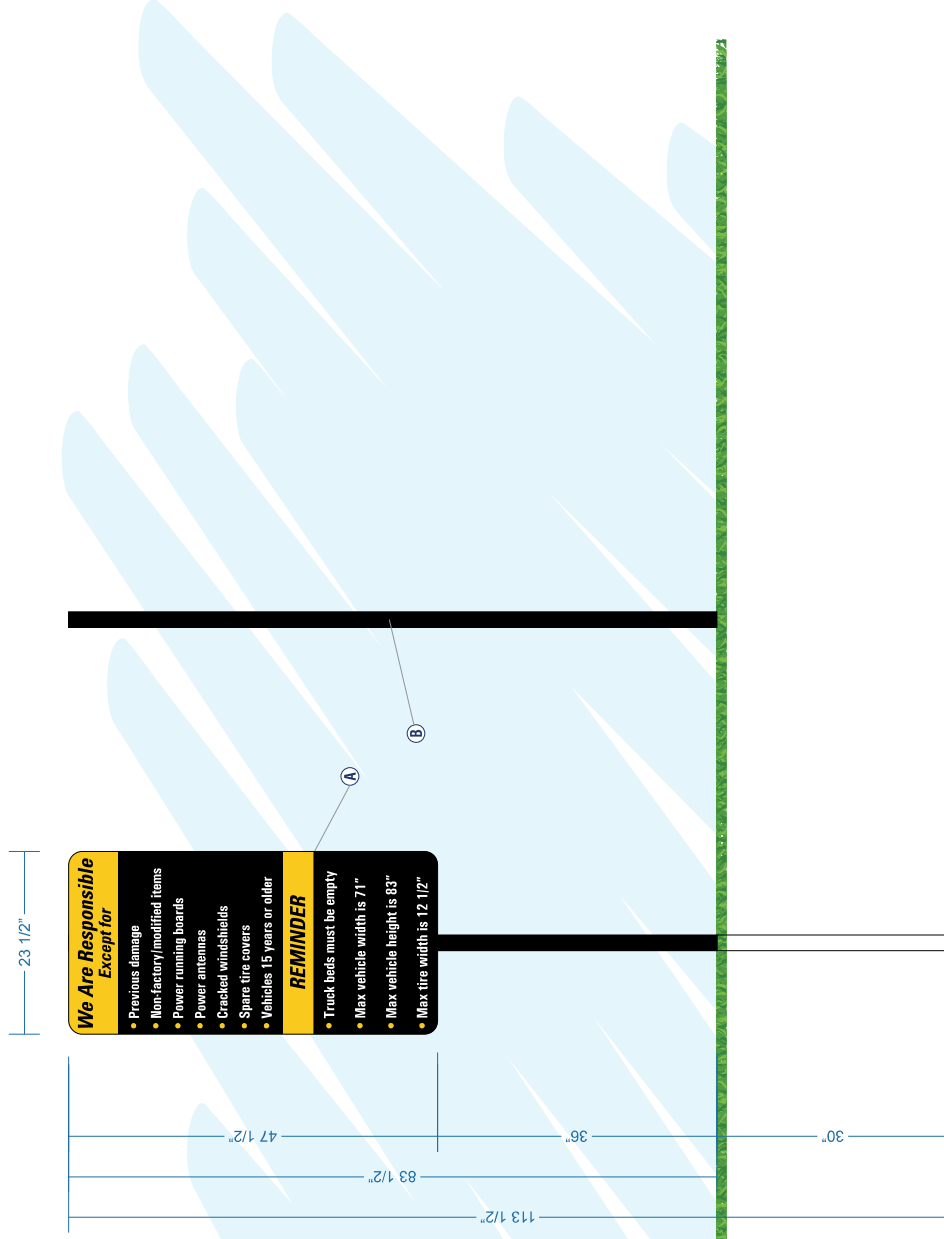 23 1/2"
We Are Responsible
Except for
• Previous damage
• Non-factory/modified items
• Power running boards
• Power antennas
• Cracked windshields
• Spare tire covers
• Vehicles 15 years or older
REMINDER
• Truck beds must be empty
• Max vehicle width is 71"
• Max vehicle height is 83"
• Max tire width is 12 1/2"
A
B
47 1/2"
36"
30"
83 1/2"
113 1/2"